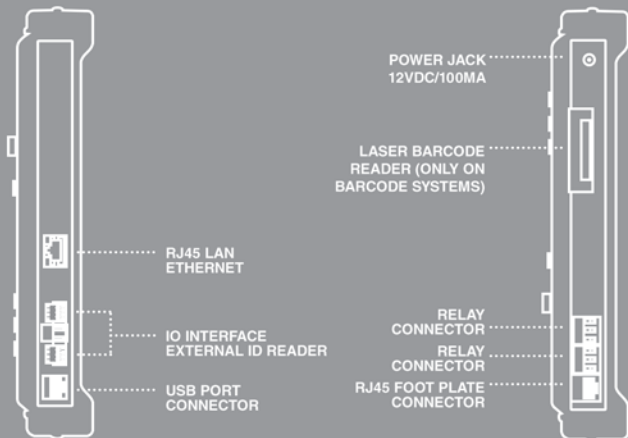 RJ45 LAN
ETHERNET
IO INTERFACE
EXTERNAL ID READER
USB PORT
CONNECTOR
POWER JACK
12VDC/100MA
LASER BARCODE
READER (ONLY ON
BARCODE SYSTEMS)
RELAY
CONNECTOR
RELAY
CONNECTOR
RJ45 FOOT PLATE
CONNECTOR